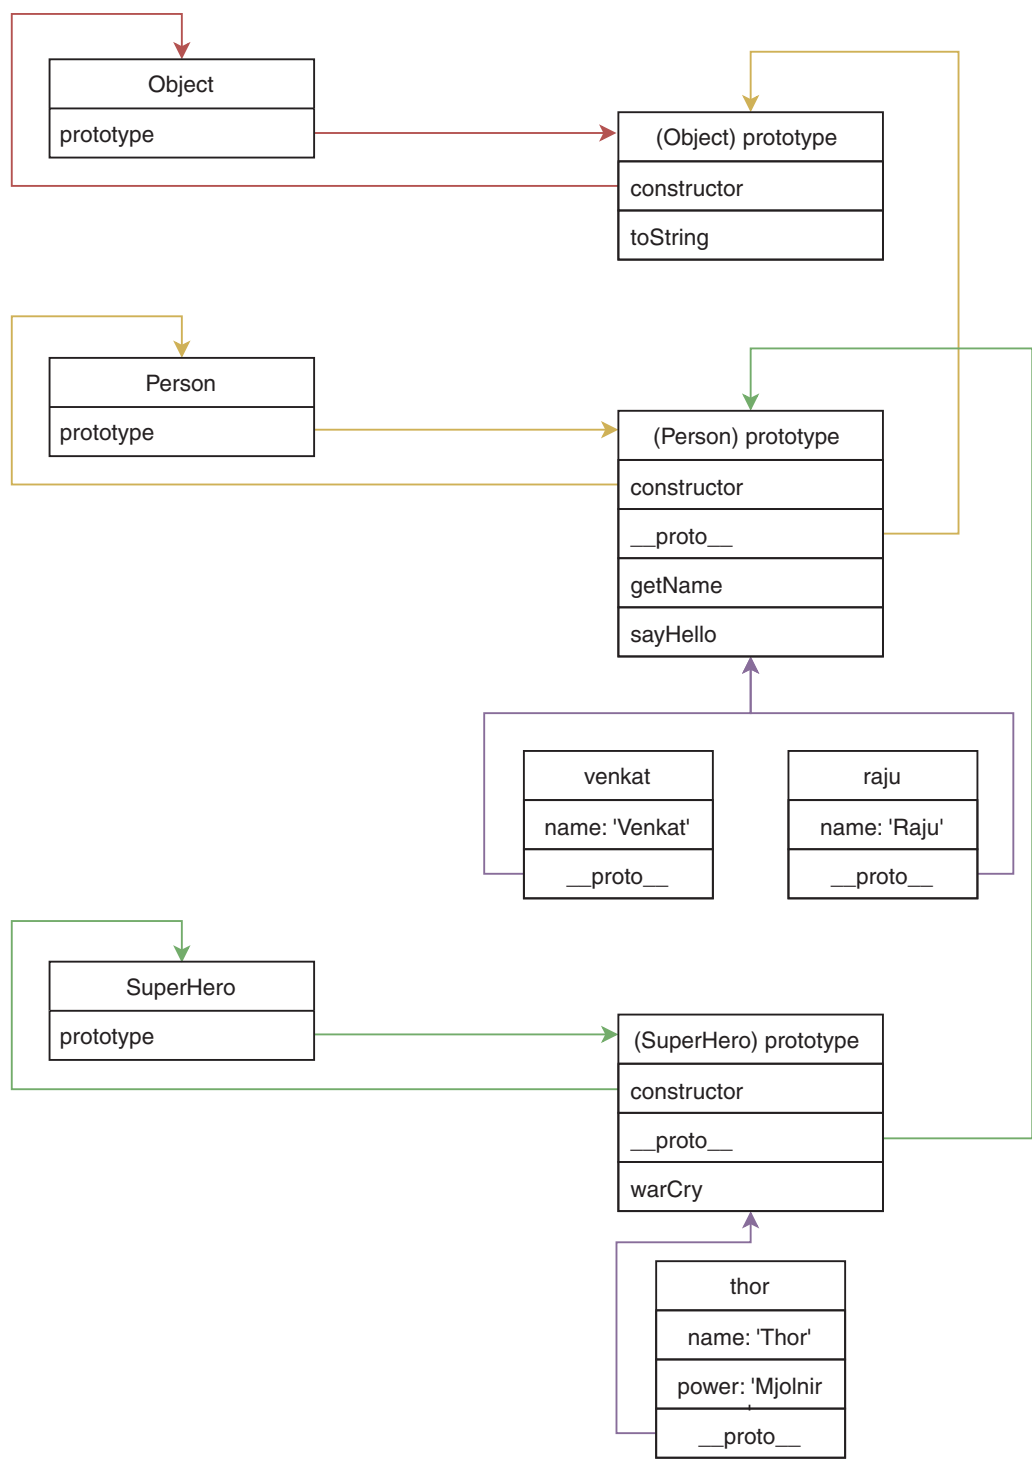 Object
prototype
(Object) prototype
constructor
toString
Person
prototype
(Person) prototype
constructor
__proto__
getName
sayHello
venkat
name: 'Venkat'
__proto__
raju
name: 'Raju'
__proto__
SuperHero
prototype
(SuperHero) prototype
constructor
__proto__
warCry
thor
name: 'Thor'
power: 'Mjolnir
'
__proto__